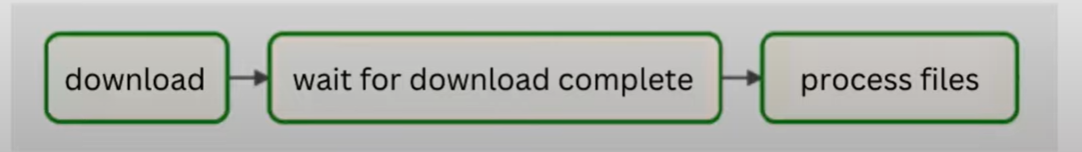 download
wait for download complete
process files